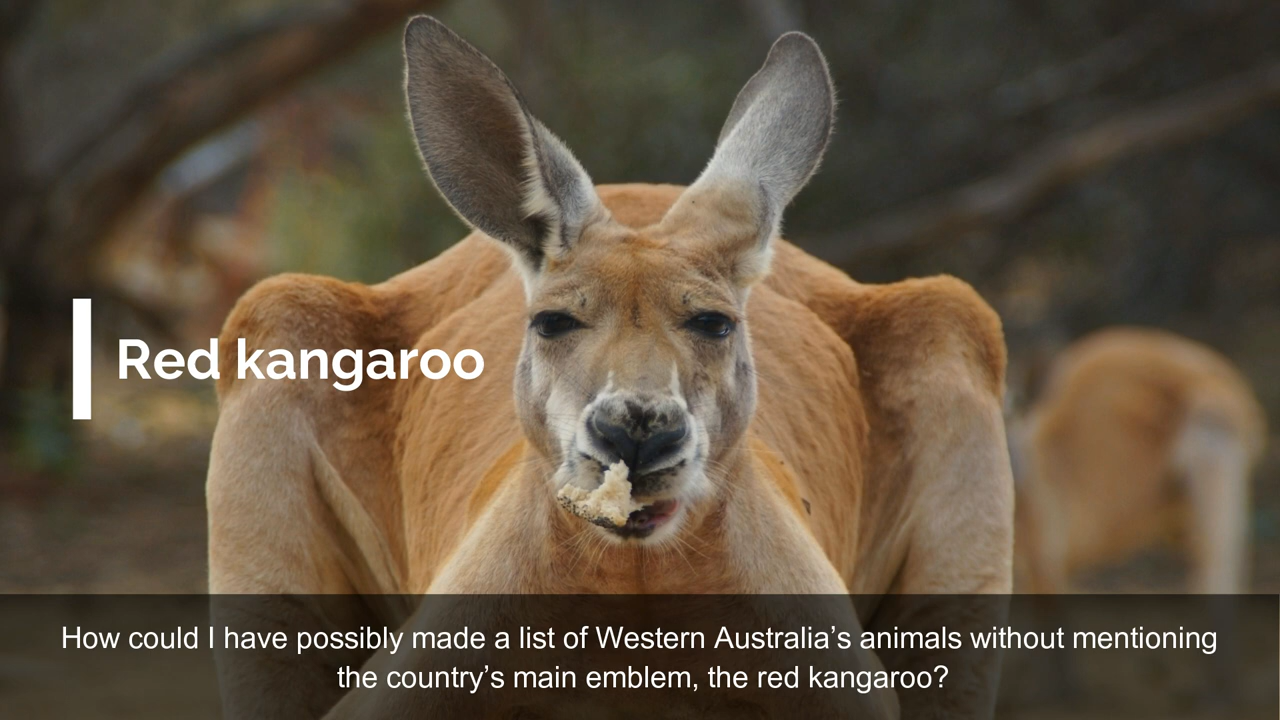 Red kangaroo
How could I have possibly made a list of Western Australia’s animals without mentioning
the country’s main emblem, the red kangaroo?